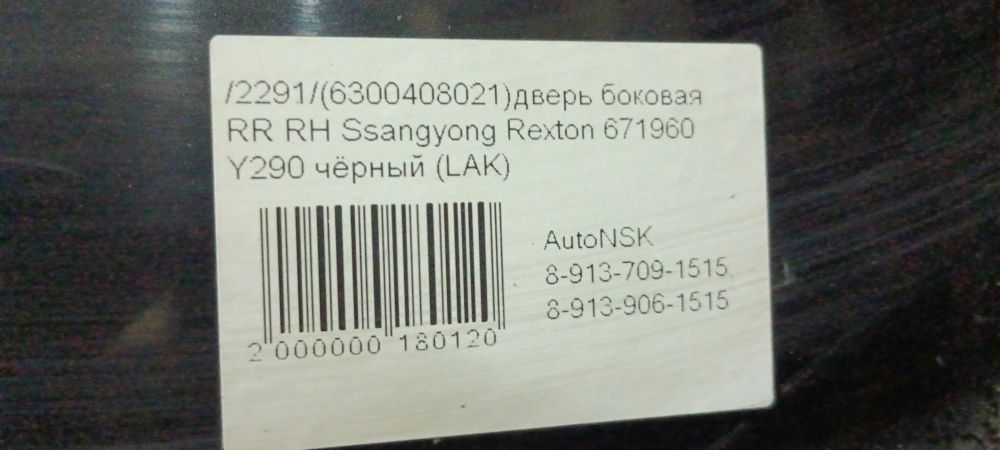 /2291/(6300408021)дверь боковая
RR RH Ssangyong Rexton 671960
Y290 чёрный (LAK)
AutoNSK
8-913-709-1515,
8-913-906-1515
2 000000 180120